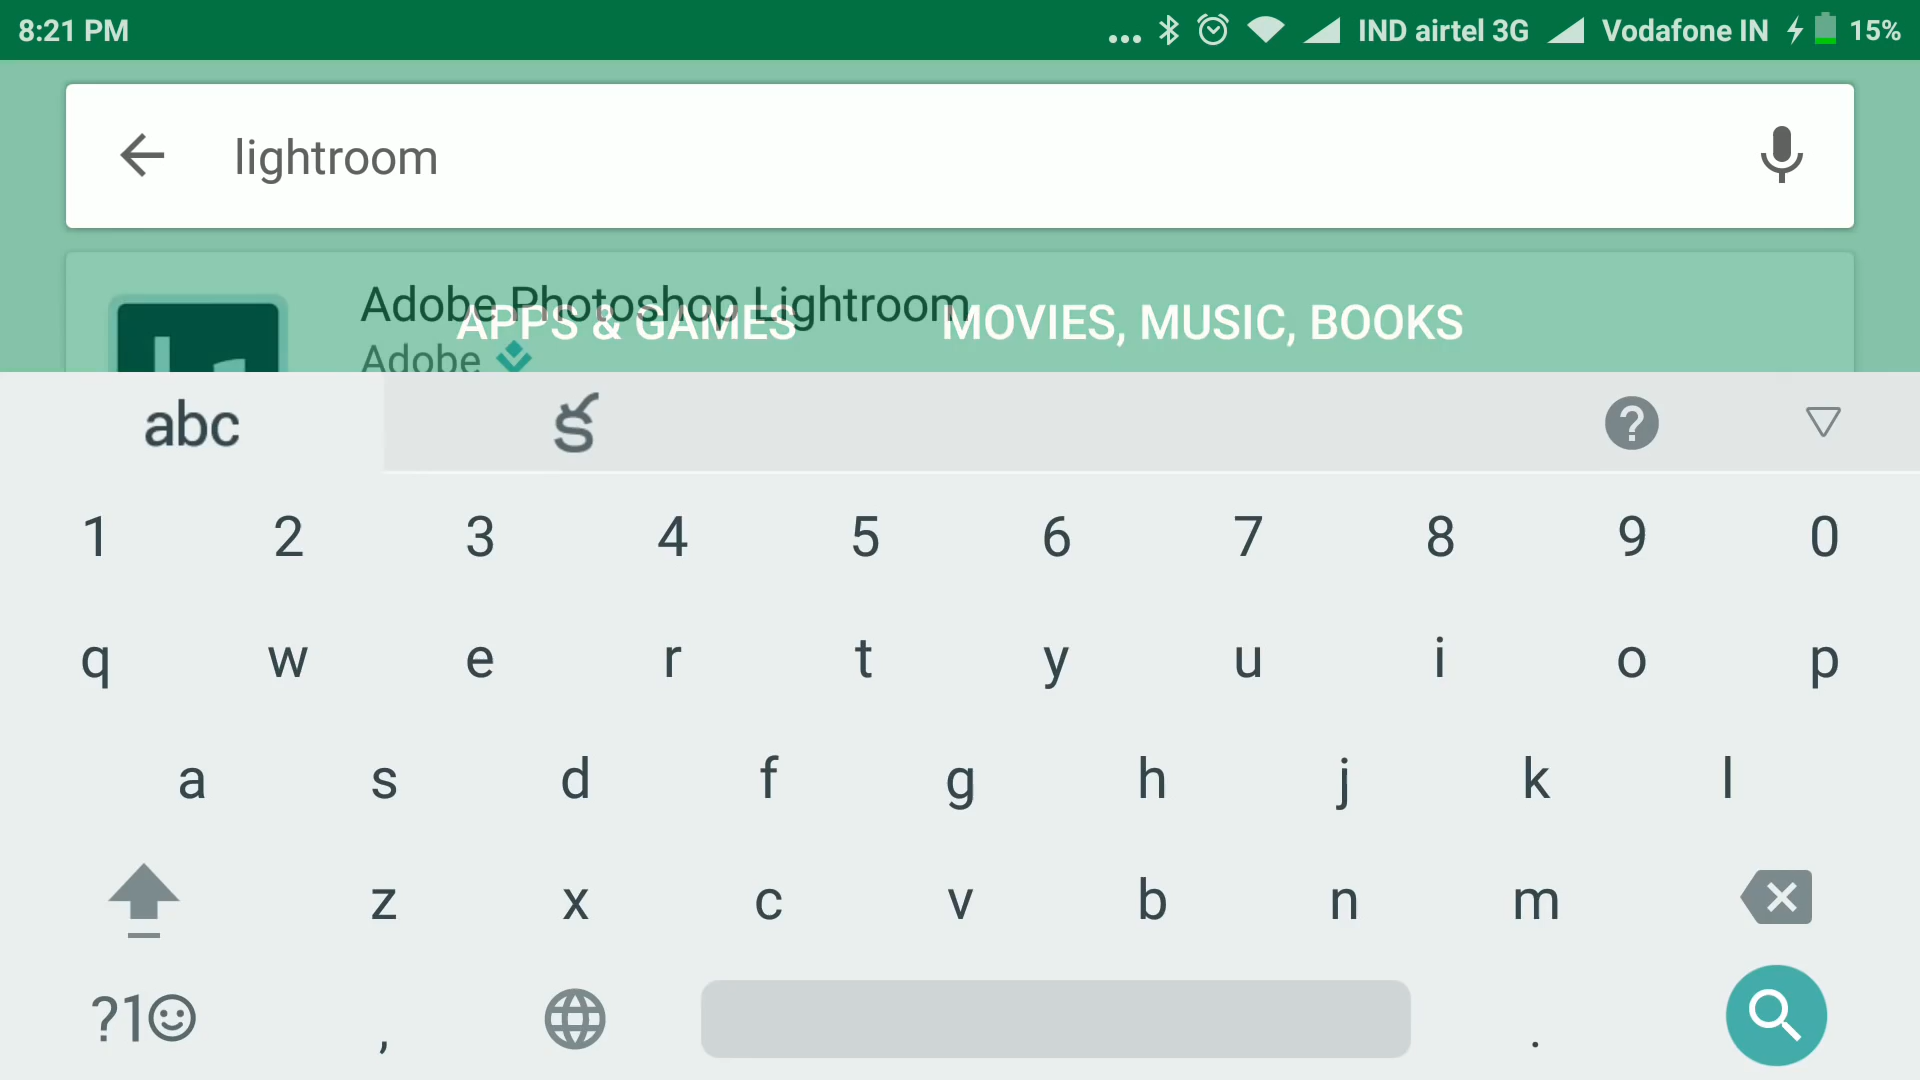 8:21 PM ... IND airtel 3G Vodafone IN 15%
lightroom
Adobe Photoshop Lightroom
APPS & GAMES MOVIES, MUSIC, BOOKS
Adobe
abc క ?
1 2 3 4 5 6 7 8 9 0
q w e r t y u i o p
a s d f g h j k l
z x c v b n m
?1☺ , .